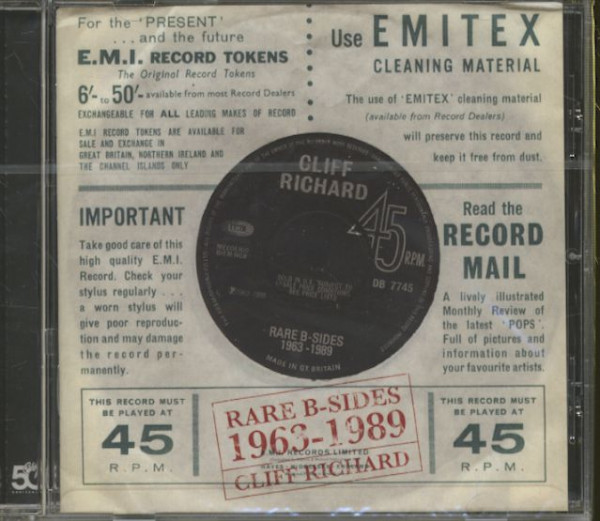 For the 'PRESENT'
...and the future
E.M.I. RECORD TOKENS
The Original Record Tokens
6/- to 50/- available from most Record Dealers
EXCHANGEABLE FOR ALL LEADING MAKES OF RECORD
E.M.I RECORD TOKENS ARE AVAILABLE FOR
SALE AND EXCHANGE IN
GREAT BRITAIN, NORTHERN IRELAND AND
THE CHANNEL ISLANDS ONLY
Use EMITEX
CLEANING MATERIAL
The use of 'EMITEX' cleaning material
(available from Record Dealers)
will preserve this record and
keep it free from dust.
CLIFF
RICHARD
45
R.P.M.
DB 7745
RARE B-SIDES
1963-1989
MADE IN GT. BRITAIN
IMPORTANT
Take good care of this
high quality E.M.I.
Record. Check your
stylus regularly ...
a worn stylus will
give poor reproduc-
tion and may damage
the record per-
manently.
Read the
RECORD
MAIL
A lively illustrated
Monthly Review of
the latest 'POPS'.
Full of pictures and
information about
your favourite artists.
THIS RECORD MUST
BE PLAYED AT
45
R.P.M.
RARE B-SIDES
1963-1989
RECORDS LIMITED
CLIFF RICHARD
THIS RECORD MUST
BE PLAYED AT
45
R.P.M.
50